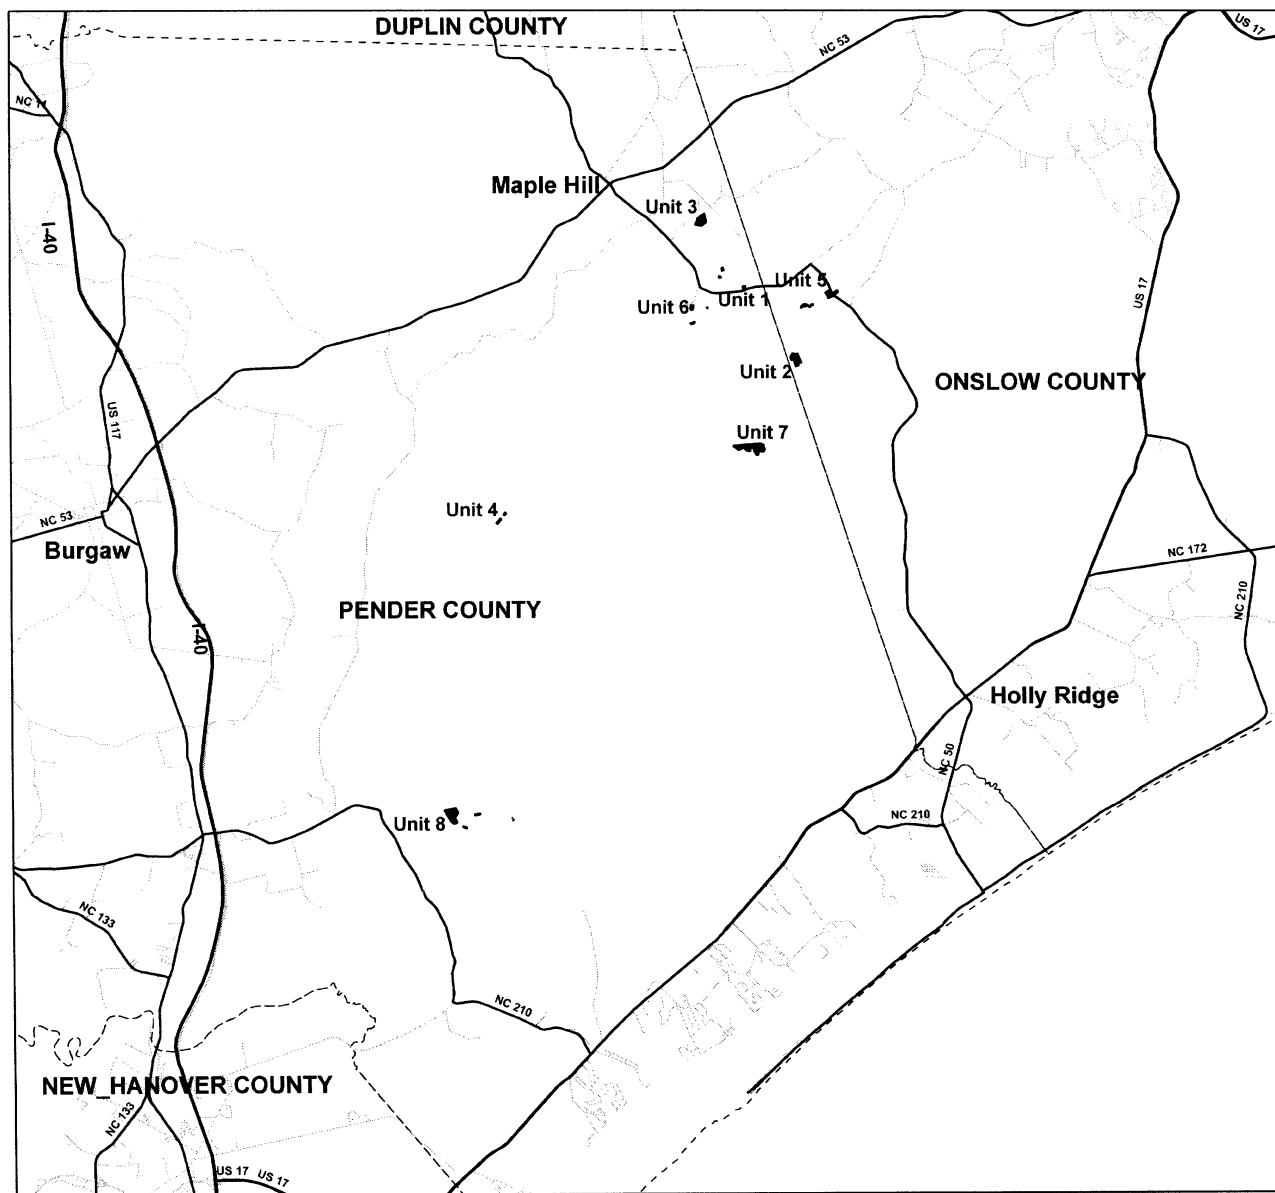 DUPLIN COUNTY
US 17
NC 53
NC 11
Maple Hill
Unit 3
I-40
Unit 5
US 17
Unit 6
Unit 1
Unit 2
ONSLOW COUNTY
US 117
Unit 7
Unit 4
NC 53
Burgaw
NC 172
NC 210
PENDER COUNTY
I-40
Holly Ridge
NC 50
NC 210
Unit 8
NC 133
NC 210
NEW_HANOVER COUNTY
NC 133
US 17 US 17